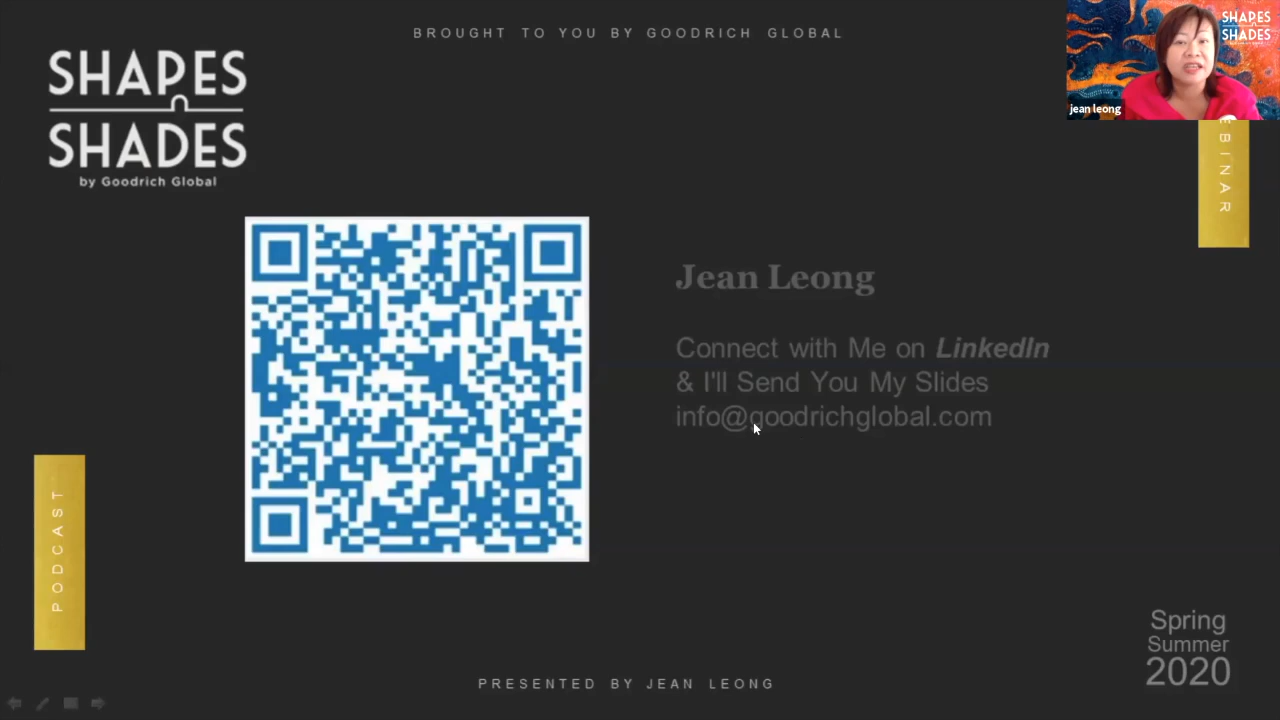 BROUGHT TO YOU BY GOODRICH GLOBAL
SHAPES
SHADES
by Goodrich Global
SHAPES
SHADES
jean leong
EBINAR
Jean Leong
Connect with Me on LinkedIn
& I'll Send You My Slides
info@goodrichglobal.com
PODCAST
Spring
Summer
2020
PRESENTED BY JEAN LEONG